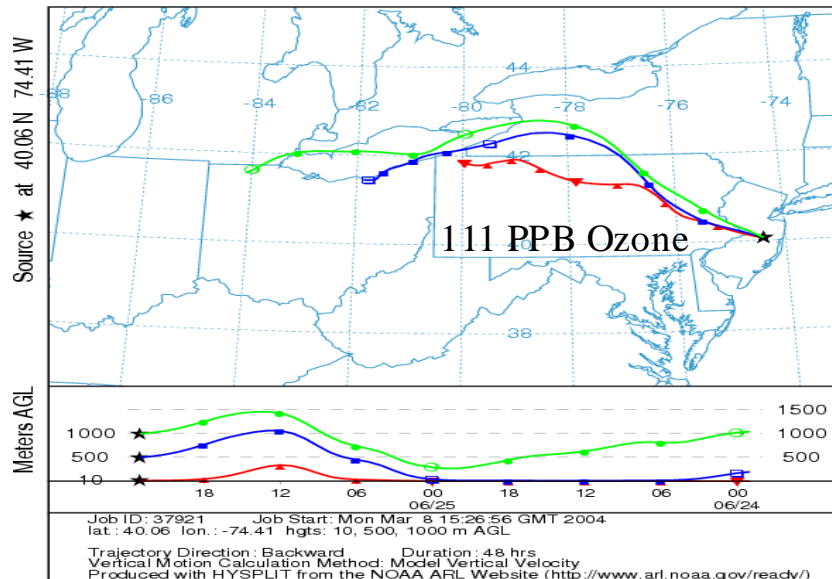 Source ★ at 40.06 N 74.41 W
44
-88
-86
-84
-82
-80
-78
-76
-74
42
40
111 PPB Ozone
38
Meters AGL
1500
1000
1000
500
500
10
18 12 06 00 18 12 06 00
06/25 06/24
Job ID: 37921 Job Start: Mon Mar 8 15:26:56 GMT 2004
lat.: 40.06 lon.: -74.41 hgts: 10, 500, 1000 m AGL
Trajectory Direction: Backward Duration: 48 hrs
Vertical Motion Calculation Method: Model Vertical Velocity
Produced with HYSPLIT from the NOAA ARL Website (http://www.arl.noaa.gov/ready/)